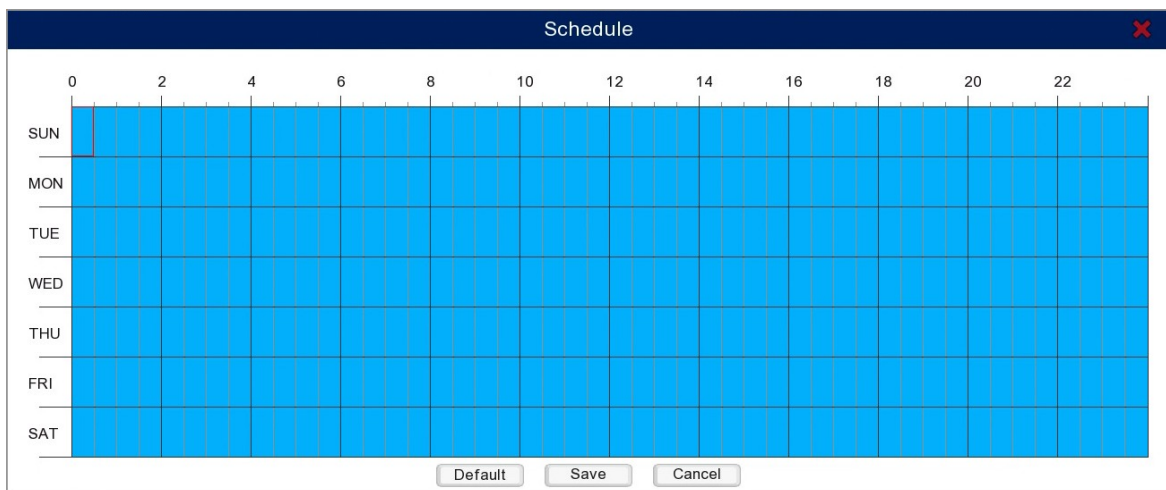 Schedule
0 2 4 6 8 10 12 14 16 18 20 22
SUN
MON
TUE
WED
THU
FRI
SAT
Default Save Cancel